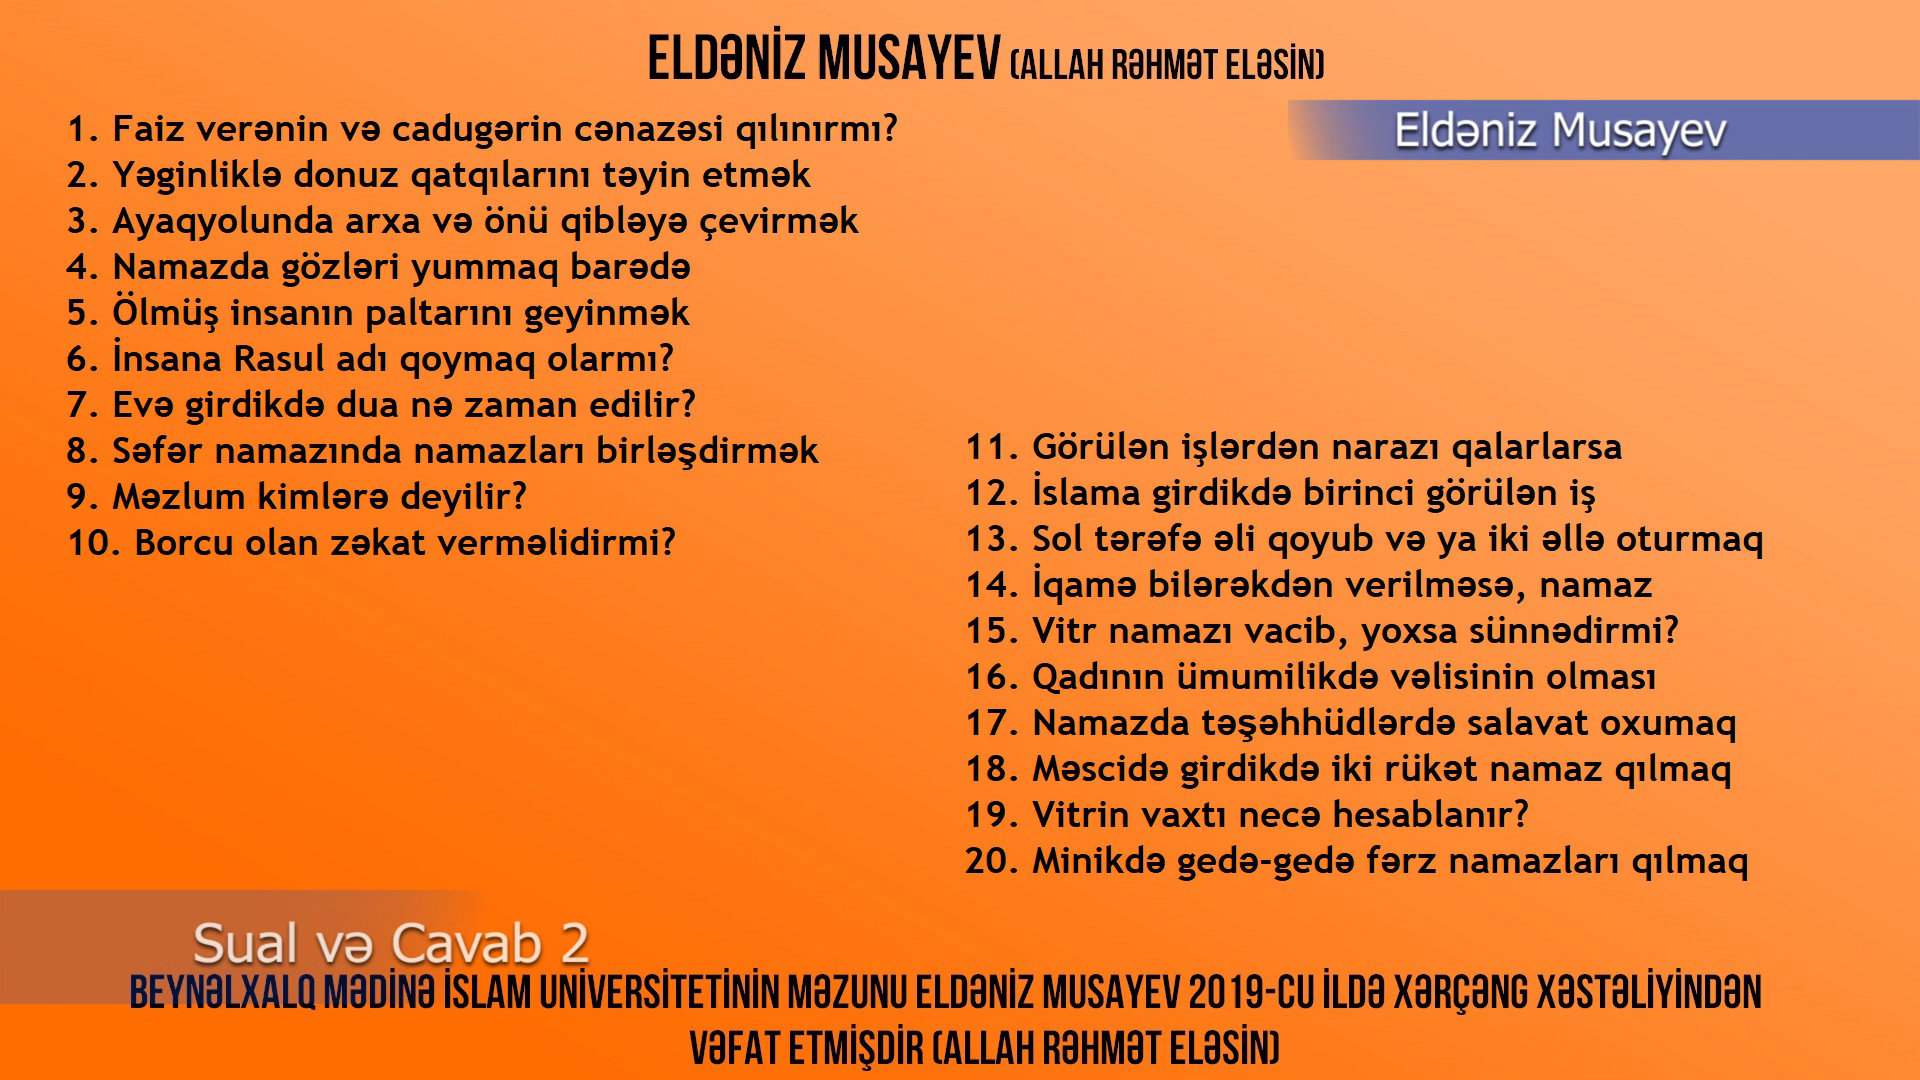 ELDƏNİZ MUSAYEV (ALLAH RƏHMƏT ELƏSİN)
Eldəniz Musayev
1. Faiz verənin və cadugərin cənazəsi qılınırmı?
2. Yəginliklə donuz qatqılarını təyin etmək
3. Ayaqyolunda arxa və önü qibləyə çevirmək
4. Namazda gözləri yummaq barədə
5. Ölmüş insanın paltarını geyinmək
6. İnsana Rasul adı qoymaq olarmı?
7. Evə girdikdə dua nə zaman edilir?
8. Səfər namazında namazları birləşdirmək
9. Məzlum kimlərə deyilir?
10. Borcu olan zəkat verməlidirmi?
11. Görülən işlərdən narazı qalarlarsa
12. İslama girdikdə birinci görülən iş
13. Sol tərəfə əli qoyub və ya iki əllə oturmaq
14. İqamə bilərəkdən verilməsə, namaz
15. Vitr namazı vacib, yoxsa sünnədirmi?
16. Qadının ümumilikdə vəlisinin olması
17. Namazda təşəhhüdlərdə salavat oxumaq
18. Məscidə girdikdə iki rükət namaz qılmaq
19. Vitrin vaxtı necə hesablanır?
20. Minikdə gedə-gedə fərz namazları qılmaq
Sual və Cavab 2
BEYNƏLXALQ MƏDİNƏ İSLAM UNİVERSİTETİNİN MƏZUNU ELDƏNİZ MUSAYEV 2019-CU İLDƏ XƏRÇƏNG XƏSTƏLİYİNDƏN
VƏFAT ETMİŞDİR (ALLAH RƏHMƏT ELƏSİN)